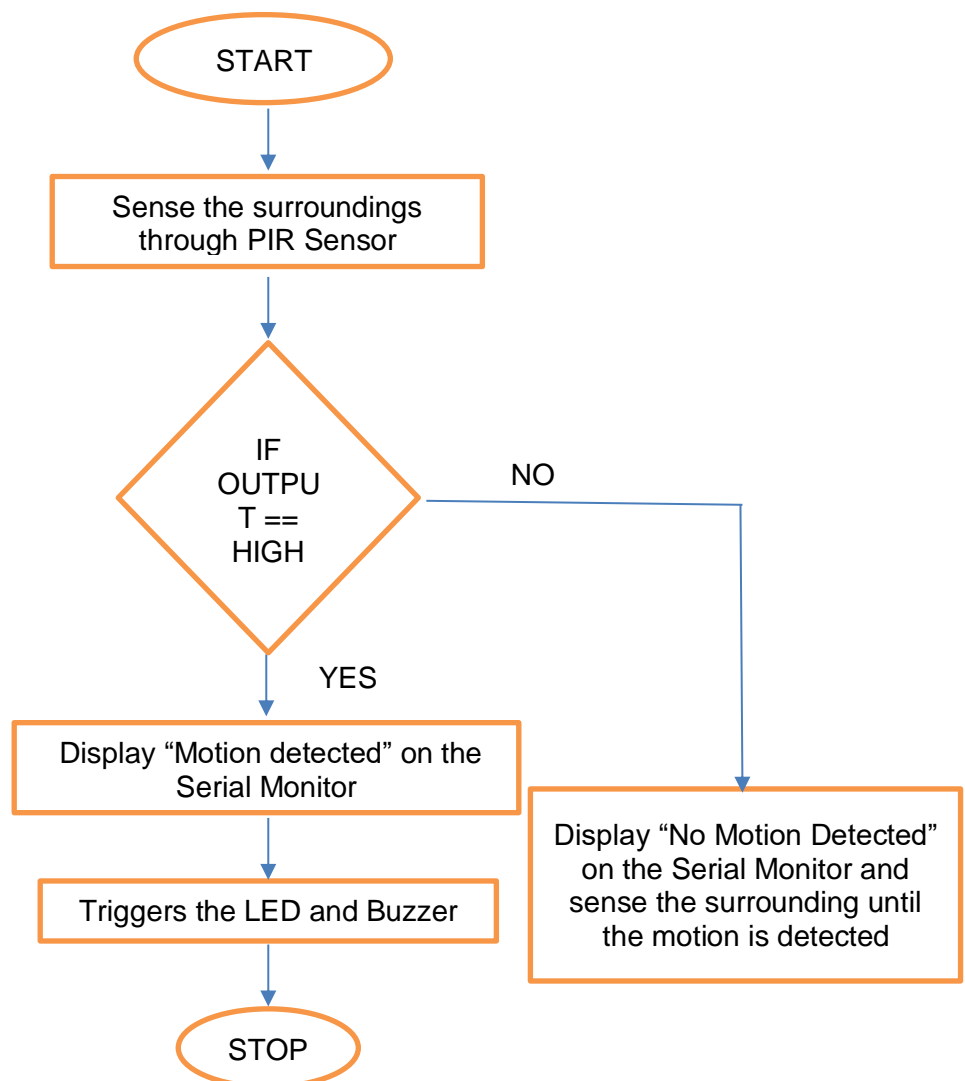 START
Sense the surroundings
through PIR Sensor
IF
OUTPU
T ==
HIGH
NO
YES
Display “Motion detected” on the
Serial Monitor
Display “No Motion Detected”
on the Serial Monitor and
sense the surrounding until
the motion is detected
Triggers the LED and Buzzer
STOP